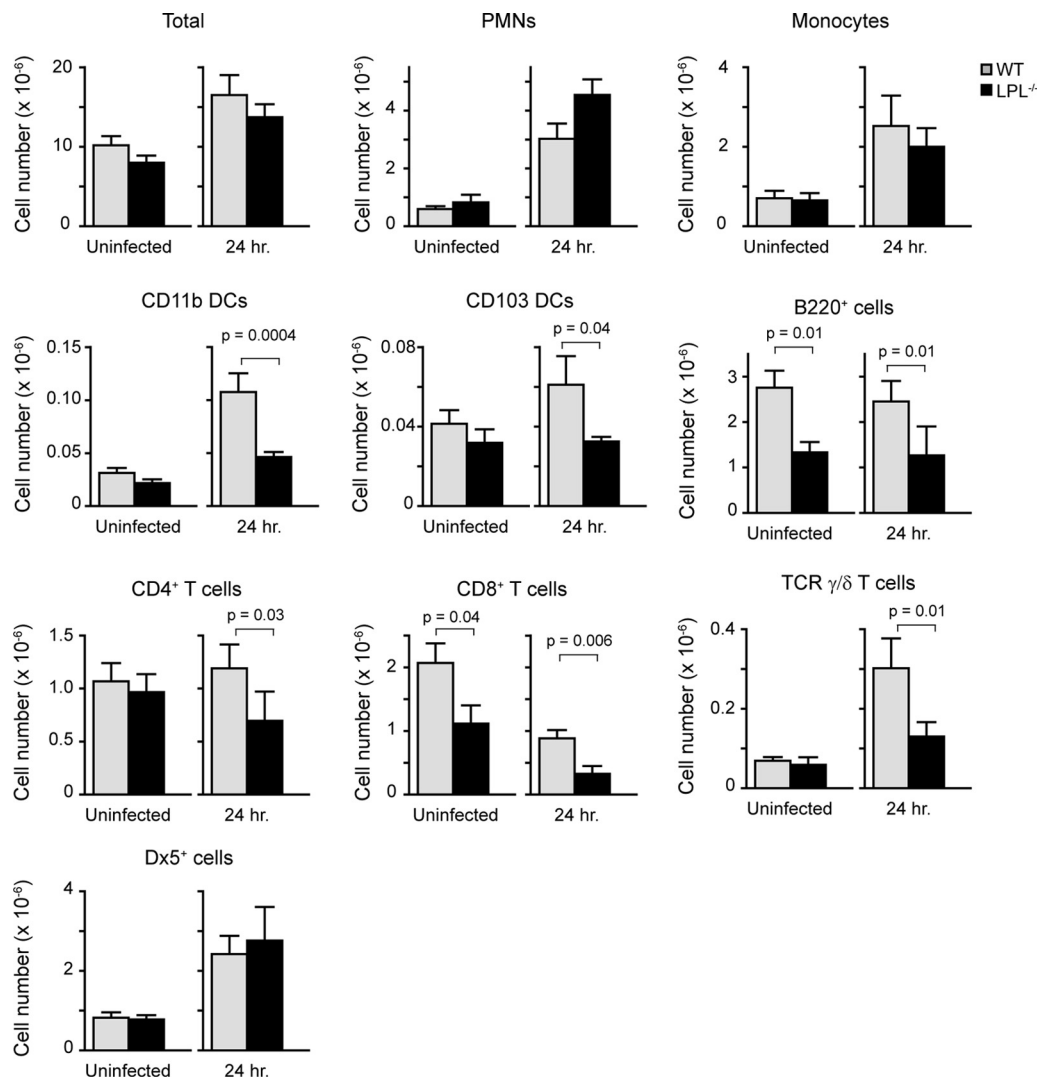 Total
PMNs
Monocytes
WT
LPL⁻/⁻
Cell number (x 10⁻⁶)
20
10
0
Uninfected
24 hr.
Cell number (x 10⁻⁶)
4
2
0
Uninfected
24 hr.
Cell number (x 10⁻⁶)
4
2
0
Uninfected
24 hr.
CD11b DCs
CD103 DCs
B220⁺ cells
Cell number (x 10⁻⁶)
0.15
0.10
0.05
0
p = 0.0004
Uninfected
24 hr.
Cell number (x 10⁻⁶)
0.08
0.04
0
p = 0.04
Uninfected
24 hr.
Cell number (x 10⁻⁶)
3
2
1
0
p = 0.01
p = 0.01
Uninfected
24 hr.
CD4⁺ T cells
CD8⁺ T cells
TCR γ/δ T cells
Cell number (x 10⁻⁶)
1.5
1.0
0.5
0
p = 0.03
Uninfected
24 hr.
Cell number (x 10⁻⁶)
2
1
0
p = 0.04
p = 0.006
Uninfected
24 hr.
Cell number (x 10⁻⁶)
0.4
0.2
0
p = 0.01
Uninfected
24 hr.
Dx5⁺ cells
Cell number (x 10⁻⁶)
4
2
0
Uninfected
24 hr.